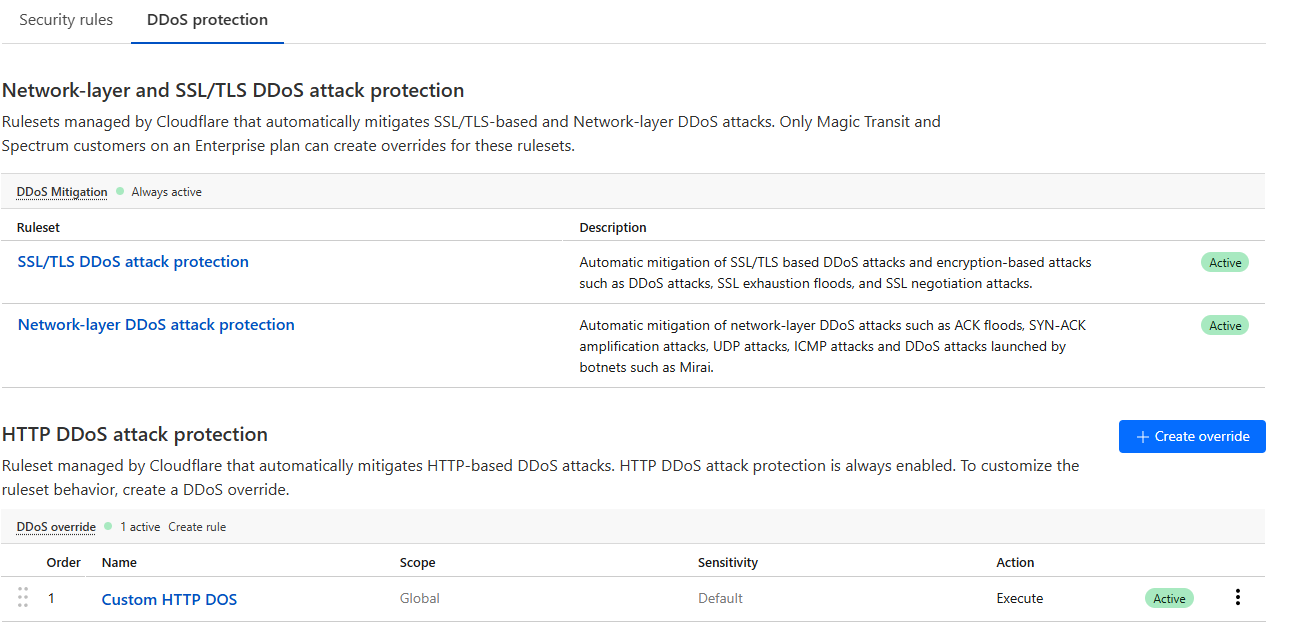 Security rules
DDoS protection
Network-layer and SSL/TLS DDoS attack protection
Rulesets managed by Cloudflare that automatically mitigates SSL/TLS-based and Network-layer DDoS attacks. Only Magic Transit and
Spectrum customers on an Enterprise plan can create overrides for these rulesets.
DDoS Mitigation Always active
Ruleset Description
SSL/TLS DDoS attack protection
Automatic mitigation of SSL/TLS based DDoS attacks and encryption-based attacks
such as DDoS attacks, SSL exhaustion floods, and SSL negotiation attacks.
Active
Network-layer DDoS attack protection
Automatic mitigation of network-layer DDoS attacks such as ACK floods, SYN-ACK
amplification attacks, UDP attacks, ICMP attacks and DDoS attacks launched by
botnets such as Mirai.
Active
HTTP DDoS attack protection
Create override
Ruleset managed by Cloudflare that automatically mitigates HTTP-based DDoS attacks. HTTP DDoS attack protection is always enabled. To customize the
ruleset behavior, create a DDoS override.
DDoS override 1 active Create rule
Order Name Scope Sensitivity Action
1 Custom HTTP DOS Global Default Execute Active